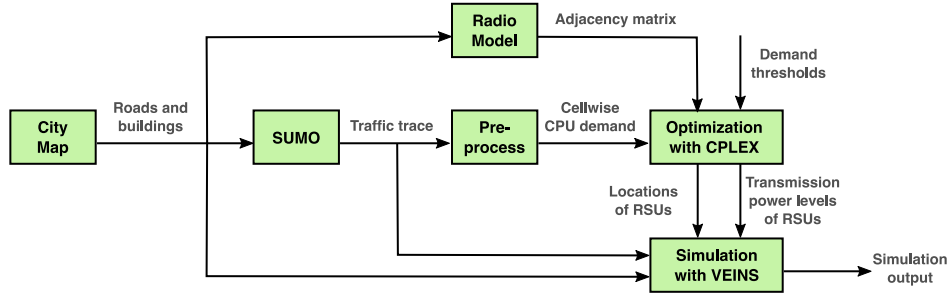 Radio
Model
Adjacency matrix
Demand
thresholds
City
Map
Roads and
buildings
SUMO
Traffic trace
Pre-
process
Cellwise
CPU demand
Optimization
with CPLEX
Locations
of RSUs
Transmission
power levels
of RSUs
Simulation
with VEINS
Simulation
output